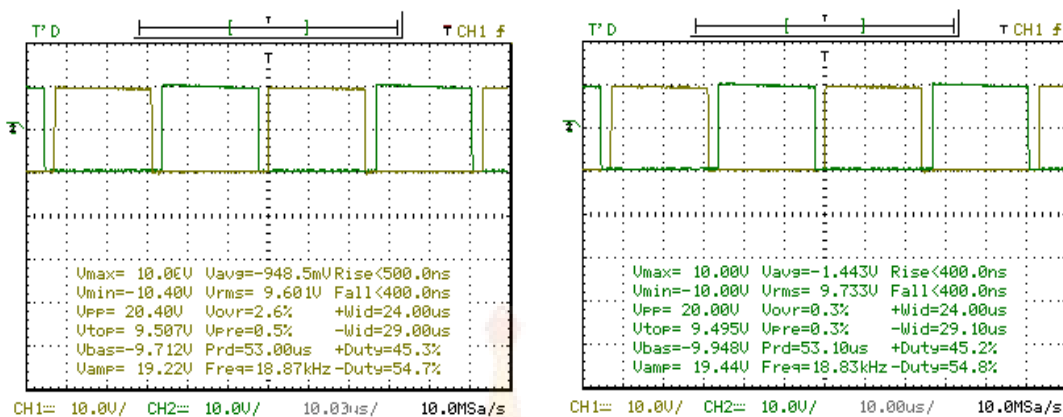 T'D T CH1
T
Vmax= 10.0EV Vavg=-948.5mV Rise<500.0ns
Vmin=-10.40V Vrms= 9.601V Fall<400.0ns
Vpp= 20.40V Vovr=2.6% +Wid=24.00us
Vtop= 9.507V Vpre=0.5% -Wid=29.00us
Vbas=-9.712V Prd=53.00us +Duty=45.3%
Vamp= 19.22V Freq=18.87kHz -Duty=54.7%
CH1 10.0V/ CH2 10.0V/ 10.03us/ 10.0MSa/s
T'D T CH1
T
Vmax= 10.00V Vavg=-1.443V Rise<400.0ns
Vmin=-10.00V Vrms= 9.733V Fall<400.0ns
Vpp= 20.00V Vovr=0.3% +Wid=24.00us
Vtop= 9.495V Vpre=0.3% -Wid=29.10us
Vbas=-9.948V Prd=53.10us +Duty=45.2%
Vamp= 19.44V Freq=18.83kHz -Duty=54.8%
CH1 10.0V/ CH2 10.0V/ 10.00us/ 10.0MSa/s